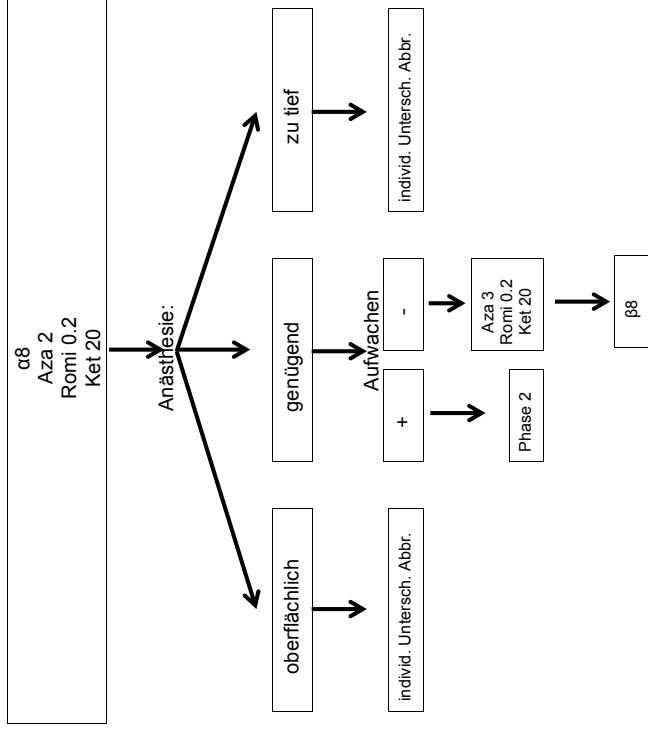 α8
Aza 2
Romi 0.2
Ket 20
Anästhesie:
oberflächlich
genügend
zu tief
individ. Untersch. Abbr.
Aufwachen
individ. Untersch. Abbr.
+
-
Phase 2
Aza 3
Romi 0.2
Ket 20
β8